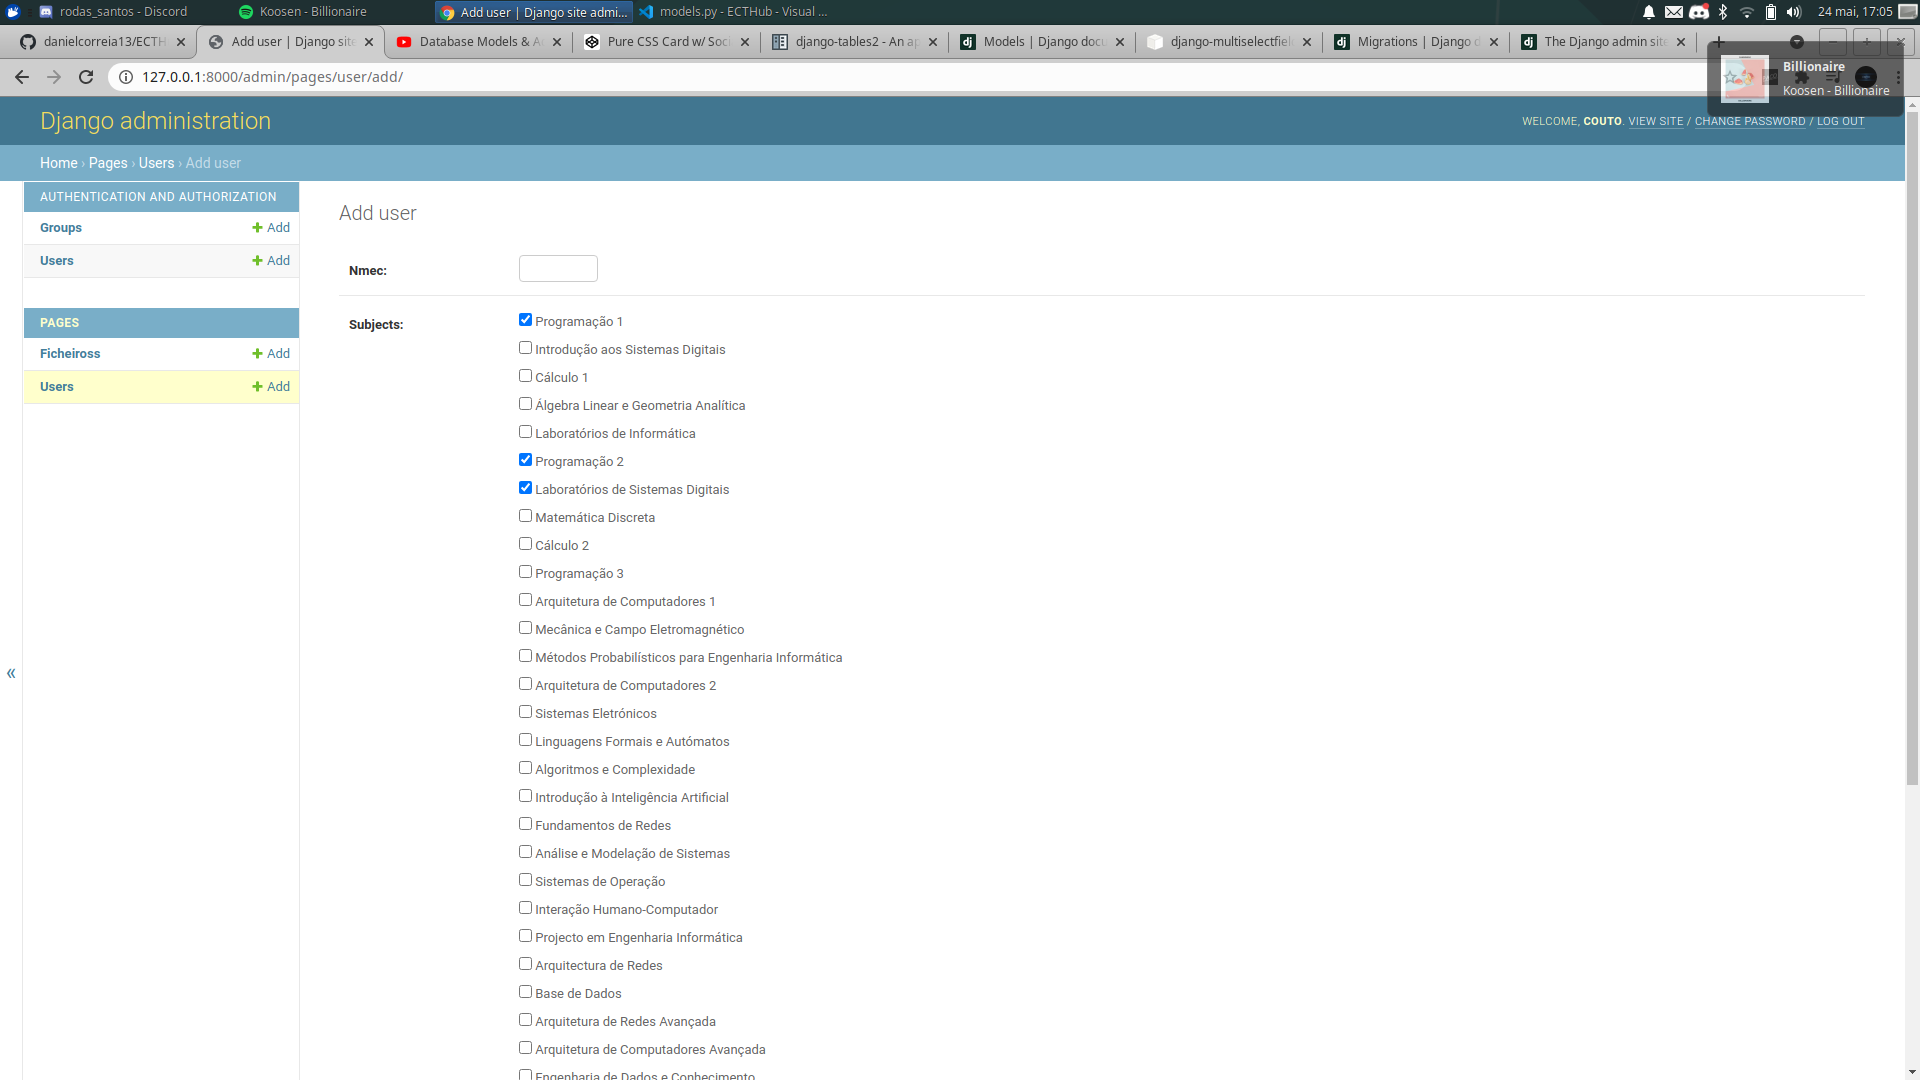 rodas_santos - Discord
Koosen - Billionaire
Add user | Django site admi...
models.py - ECTHub - Visual ...
24 mai, 17:05
danielcorreia13/ECTH
Add user | Django site
Database Models & A
Pure CSS Card w/ Soci
django-tables2 - An ap
Models | Django docu
django-multiselectfiel
Migrations | Django d
The Django admin site
127.0.0.1:8000/admin/pages/user/add/
Billionaire
Koosen - Billionaire
Django administration
WELCOME, COUTO. VIEW SITE / CHANGE PASSWORD / LOG OUT
Home › Pages › Users › Add user
AUTHENTICATION AND AUTHORIZATION
Groups
Add
Users
Add
PAGES
Ficheiross
Add
Users
Add
«
Add user
Nmec:
Subjects:
Programação 1
Introdução aos Sistemas Digitais
Cálculo 1
Álgebra Linear e Geometria Analítica
Laboratórios de Informática
Programação 2
Laboratórios de Sistemas Digitais
Matemática Discreta
Cálculo 2
Programação 3
Arquitetura de Computadores 1
Mecânica e Campo Eletromagnético
Métodos Probabilísticos para Engenharia Informática
Arquitetura de Computadores 2
Sistemas Eletrónicos
Linguagens Formais e Autómatos
Algoritmos e Complexidade
Introdução à Inteligência Artificial
Fundamentos de Redes
Análise e Modelação de Sistemas
Sistemas de Operação
Interação Humano-Computador
Projecto em Engenharia Informática
Arquitectura de Redes
Base de Dados
Arquitetura de Redes Avançada
Arquitetura de Computadores Avançada
Engenharia de Dados e Conhecimento